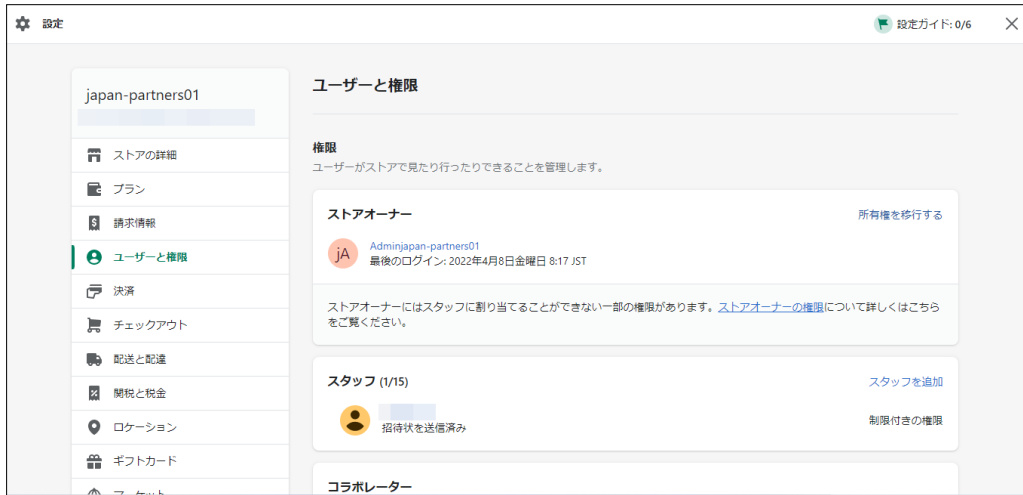 設定
設定ガイド: 0/6
japan-partners01
ストアの詳細
プラン
請求情報
ユーザーと権限
決済
チェックアウト
配送と配達
関税と税金
ロケーション
ギフトカード
マーケット
ユーザーと権限
権限
ユーザーがストアで見たり行ったりできることを管理します。
ストアオーナー
所有権を移行する
jA
Adminjapan-partners01
最後のログイン: 2022年4月8日金曜日 8:17 JST
ストアオーナーにはスタッフに割り当てることができない一部の権限があります。ストアオーナーの権限について詳しくはこちら
をご覧ください。
スタッフ (1/15)
スタッフを追加
招待状を送信済み
制限付きの権限
コラボレーター